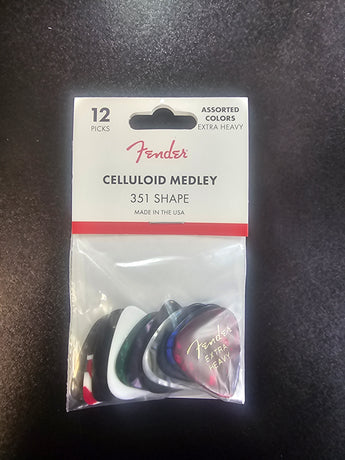 12
PICKS
ASSORTED
COLORS
EXTRA HEAVY
Fender
CELLULOID MEDLEY
351 SHAPE
MADE IN THE USA
Fender
EXTRA
HEAVY